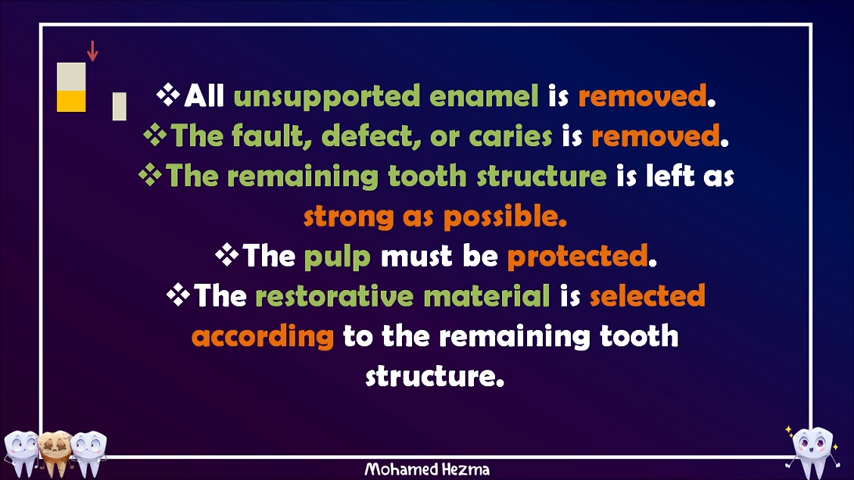 ❖All unsupported enamel is removed.
❖The fault, defect, or caries is removed.
❖The remaining tooth structure is left as
strong as possible.
❖The pulp must be protected.
❖The restorative material is selected
according to the remaining tooth
structure.
Mohamed Hezma